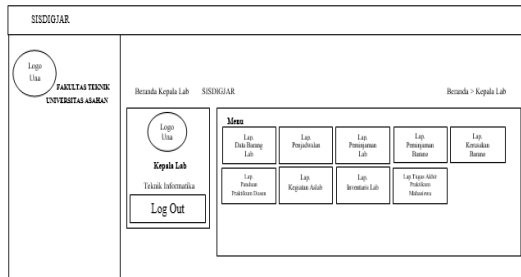 SISDIGJAR
Logo
Una
FAKULTAS TEKNIK
UNIVERSITAS ASAHAN
Beranda Kepala Lab SISDIGJAR
Beranda > Kepala Lab
Logo
Una
Kepala Lab
Teknik Informatika
Log Out
Menu
Lap.
Data Barang
Lab
Lap.
Penjadwalan
Lap.
Peminjaman
Lab
Lap.
Peminjaman
Barang
Lap.
Kerusakan
Barang
Lap.
Panduan
Praktikum Dosen
Lap.
Kegiatan Aslab
Lap.
Inventaris Lab
Lap.Tugas Akhir
Praktikum
Mahasiswa